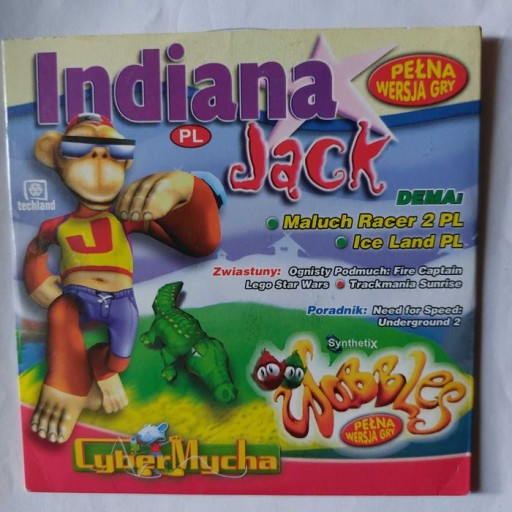 Indiana
Jack
PL
PEŁNA
WERSJA GRY
techland
J
DEMA:
Maluch Racer 2 PL
Ice Land PL
Zwiastuny: Ognisty Podmuch: Fire Captain
Lego Star Wars Trackmania Sunrise
Poradnik: Need for Speed:
Underground 2
SynthetiX
Wobbles
PEŁNA
WERSJA GRY
CyberMycha